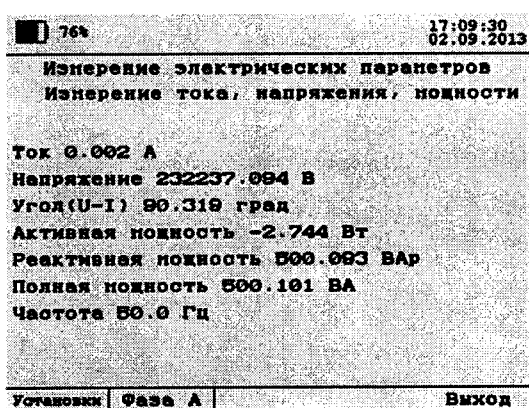 76%
17:09:30
02.09.2013
Измерение электрических параметров
Измерение тока, напряжения, мощности
Ток 0.002 А
Напряжение 232237.094 В
Угол(U-I) 90.319 град
Активная мощность -2.744 Вт
Реактивная мощность 500.093 ВАр
Полная мощность 500.101 ВА
Частота 50.0 Гц
Установки Фаза А Выход